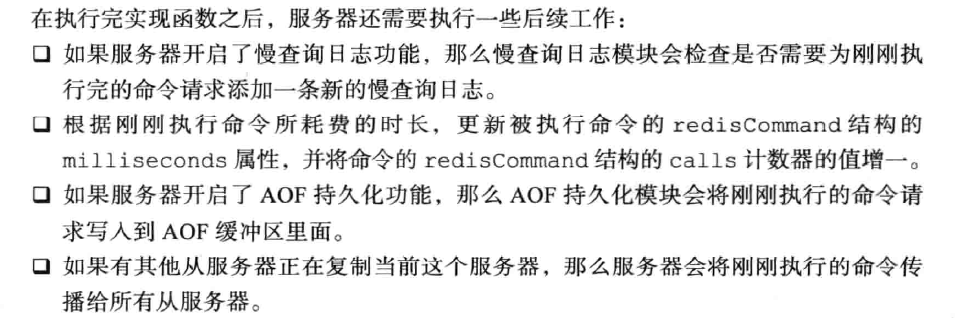 在执行完实现函数之后，服务器还需要执行一些后续工作：
❑ 如果服务器开启了慢查询日志功能，那么慢查询日志模块会检查是否需要为刚刚执
行完的命令请求添加一条新的慢查询日志。
❑ 根据刚刚执行命令所耗费的时长，更新被执行命令的 redisCommand 结构的
milliseconds 属性，并将命令的 redisCommand 结构的 calls 计数器的值增一。
❑ 如果服务器开启了 AOF 持久化功能，那么 AOF 持久化模块会将刚刚执行的命令请
求写入到 AOF 缓冲区里面。
❑ 如果有其他从服务器正在复制当前这个服务器，那么服务器会将刚刚执行的命令传
播给所有从服务器。